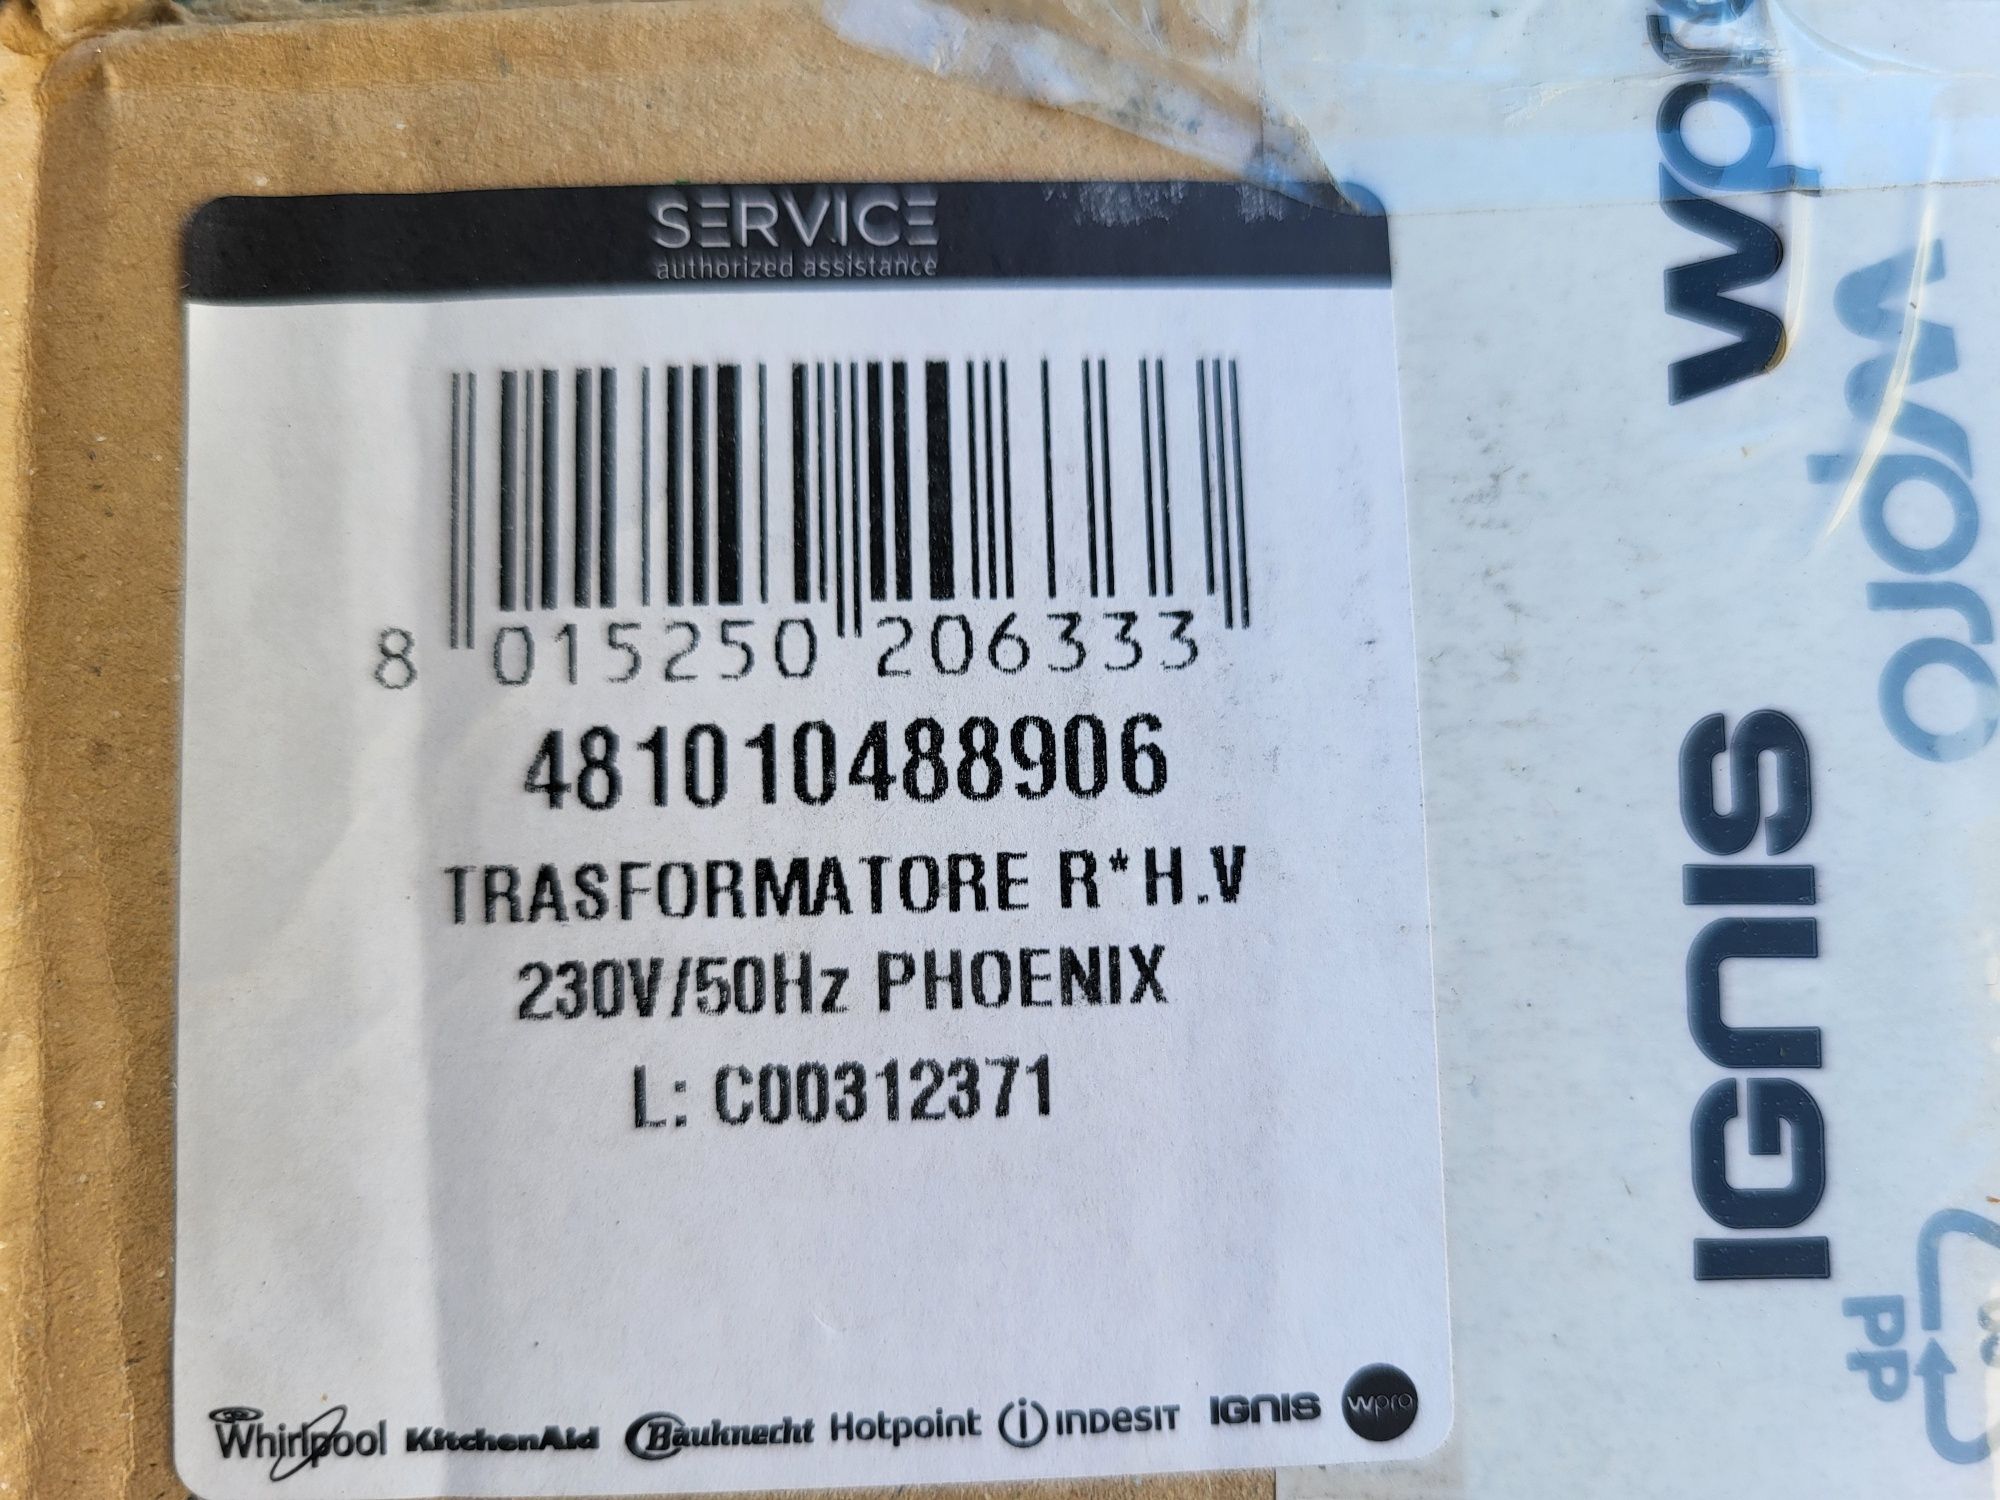 SERVICE
authorized assistance
8 015250 206333
481010488906
TRASFORMATORE R*H.V
230V/50Hz PHOENIX
L: C00312371
Whirlpool KitchenAid Bauknecht Hotpoint indesit IGNIS wpro
wpro
IGNIS
wpro
PP